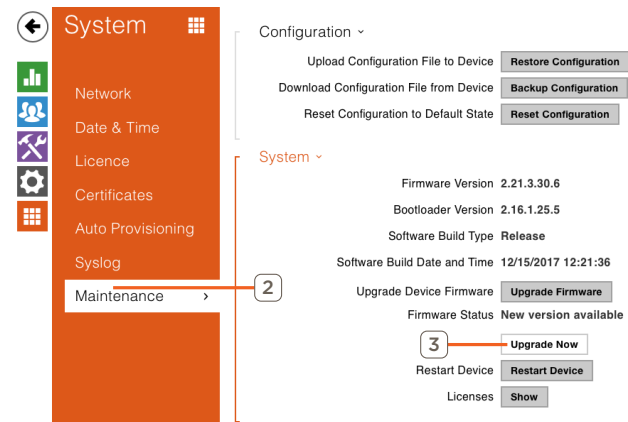 System
Network
Date & Time
Licence
Certificates
Auto Provisioning
Syslog
Maintenance >
2
Configuration
Upload Configuration File to Device Restore Configuration
Download Configuration File from Device Backup Configuration
Reset Configuration to Default State Reset Configuration
System
Firmware Version 2.21.3.30.6
Bootloader Version 2.16.1.25.5
Software Build Type Release
Software Build Date and Time 12/15/2017 12:21:36
Upgrade Device Firmware Upgrade Firmware
Firmware Status New version available
3 Upgrade Now
Restart Device Restart Device
Licenses Show